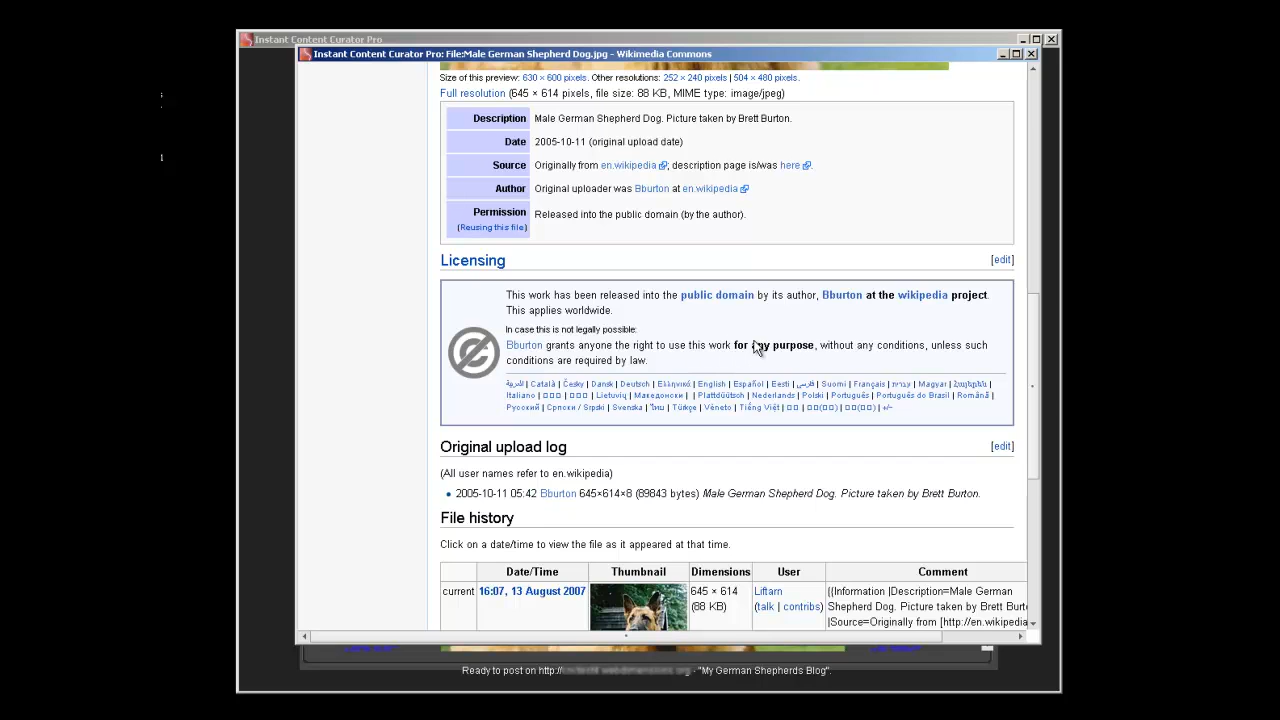 Instant Content Curator Pro
Instant Content Curator Pro: File:Male German Shepherd Dog.jpg - Wikimedia Commons
Size of this preview: 630 × 600 pixels. Other resolutions: 252 × 240 pixels | 504 × 480 pixels.
Full resolution (645 × 614 pixels, file size: 88 KB, MIME type: image/jpeg)
Description Male German Shepherd Dog. Picture taken by Brett Burton.
Date 2005-10-11 (original upload date)
Source Originally from en.wikipedia; description page is/was here.
Author Original uploader was Bburton at en.wikipedia
Permission Released into the public domain (by the author).
(Reusing this file)
Licensing [edit]
This work has been released into the public domain by its author, Bburton at the wikipedia project.
This applies worldwide.
In case this is not legally possible:
Bburton grants anyone the right to use this work for any purpose, without any conditions, unless such
conditions are required by law.
العربية | Català | Česky | Dansk | Deutsch | Ελληνικά | English | Español | Eesti | فارسی | Suomi | Français | עברית | Magyar | Հայերեն |
Italiano | | | Lietuvių | Македонски | | Plattdüütsch | Nederlands | Polski | Português | Português do Brasil | Română |
Русский | Српски / Srpski | Svenska | ไทย | Türkçe | Vèneto | Tiếng Việt | | | | +/−
Original upload log [edit]
(All user names refer to en.wikipedia)
• 2005-10-11 05:42 Bburton 645×614×8 (89843 bytes) Male German Shepherd Dog. Picture taken by Brett Burton.
File history
Click on a date/time to view the file as it appeared at that time.
Date/Time Thumbnail Dimensions User Comment
current 16:07, 13 August 2007 645 × 614 Liftarn {{Information |Description=Male German
(88 KB) (talk | contribs) Shepherd Dog. Picture taken by Brett
|Source=Originally from [http://en.wikipedia
Ready to post on http:// - "My German Shepherds Blog".